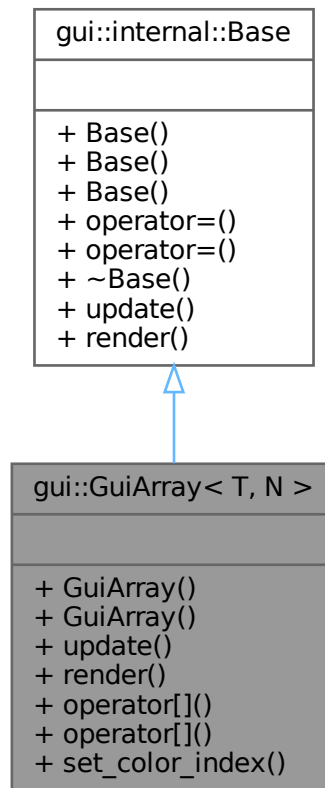 gui::internal::Base
+ Base()
+ Base()
+ Base()
+ operator=()
+ operator=()
+ ~Base()
+ update()
+ render()
gui::GuiArray< T, N >
+ GuiArray()
+ GuiArray()
+ update()
+ render()
+ operator[]()
+ operator[]()
+ set_color_index()